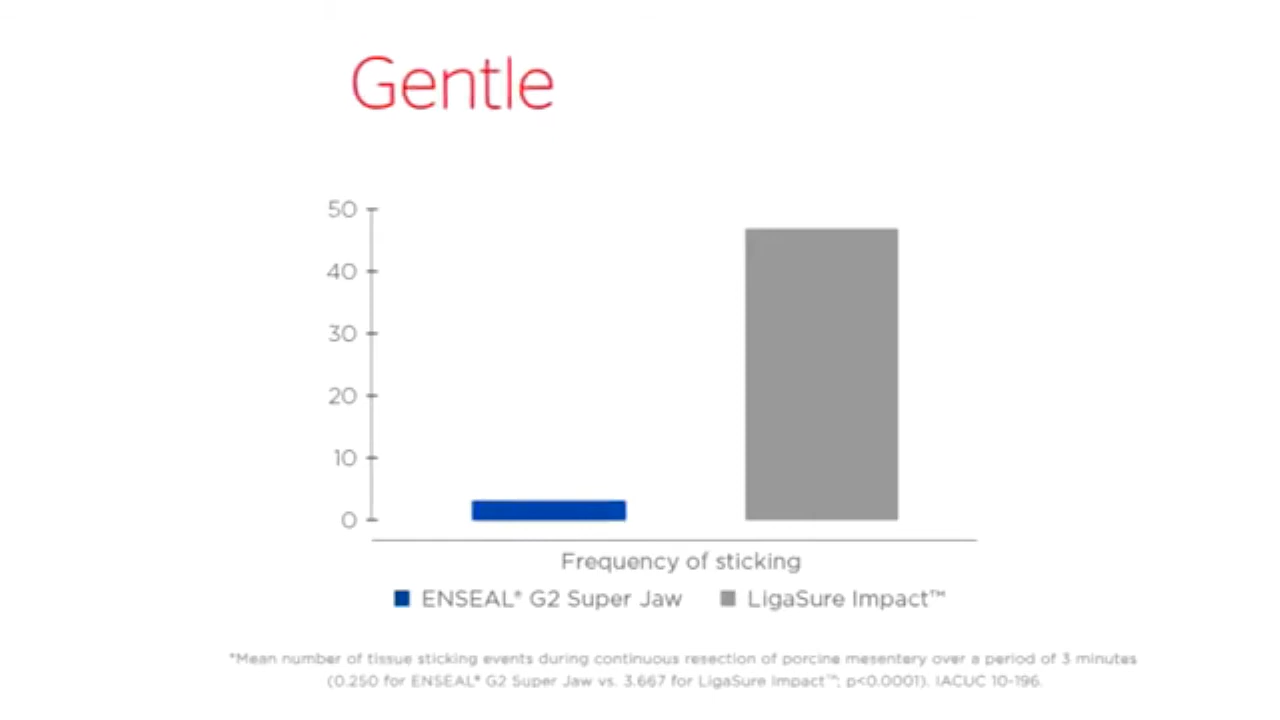 Gentle
50
40
30
20
10
0
Frequency of sticking
ENSEAL® G2 Super Jaw LigaSure Impact™
*Mean number of tissue sticking events during continuous resection of porcine mesentery over a period of 3 minutes
(0.250 for ENSEAL® G2 Super Jaw vs. 3.667 for LigaSure Impact™; p<0.0001). IACUC 10-196.